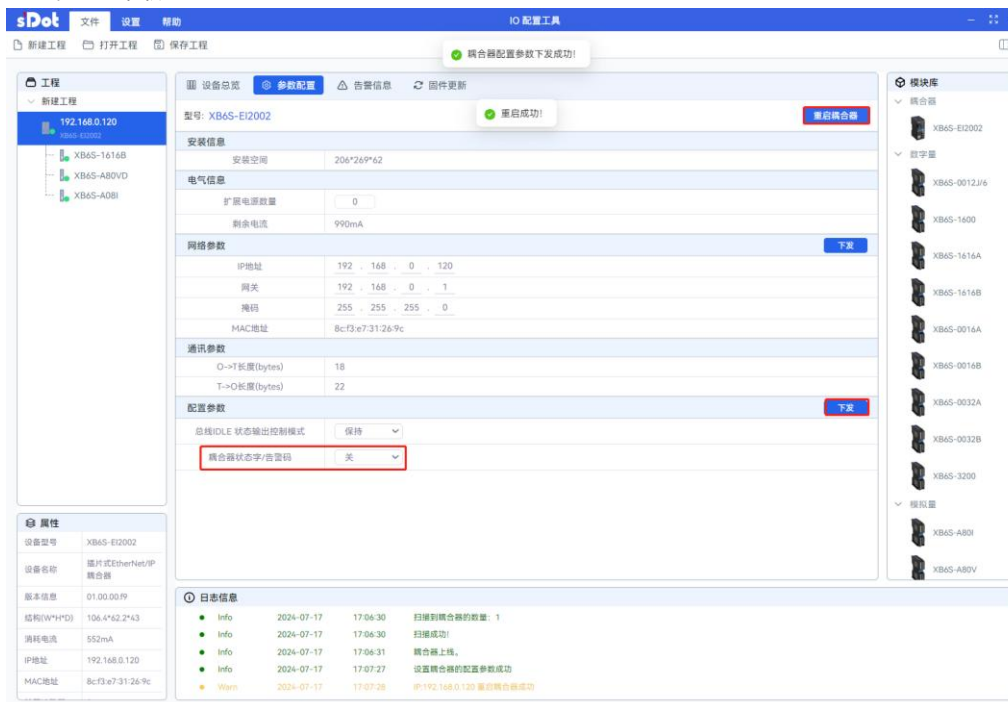 sDot 文件 设置 帮助 IO 配置工具
新建工程 打开工程 保存工程
耦合器配置参数下发成功!
工程
新建工程
192.168.0.120
XB6S-EI2002
XB6S-1616B
XB6S-A80VD
XB6S-A08I
设备总览 参数配置 告警信息 固件更新
型号: XB6S-EI2002
重启成功!
重启耦合器
安装信息
安装空间 206*269*62
电气信息
扩展电源数量 0
剩余电流 990mA
网络参数 下发
IP地址 192 . 168 . 0 . 120
网关 192 . 168 . 0 . 1
掩码 255 . 255 . 255 . 0
MAC地址 8c:f3:e7:31:26:9c
通讯参数
O->T长度(bytes) 18
T->O长度(bytes) 22
配置参数 下发
总线IDLE 状态输出控制模式 保持
耦合器状态字/告警码 关
模块库
耦合器
XB6S-EI2002
数字量
XB6S-0012J/6
XB6S-1600
XB6S-1616A
XB6S-1616B
XB6S-0016A
XB6S-0016B
XB6S-0032A
XB6S-0032B
XB6S-3200
模拟量
XB6S-A80I
XB6S-A80V
属性
设备型号 XB6S-EI2002
设备名称 插片式EtherNet/IP
耦合器
版本信息 01.00.00.f9
结构(W*H*D) 106.4*62.2*43
消耗电流 552mA
IP地址 192.168.0.120
MAC地址 8c:f3:e7:31:26:9c
日志信息
Info 2024-07-17 17:06:30 扫描到耦合器的数量: 1
Info 2024-07-17 17:06:30 扫描成功!
Info 2024-07-17 17:06:31 耦合器上线。
Info 2024-07-17 17:07:27 设置耦合器的配置参数成功
Warn 2024-07-17 17:07:28 IP:192.168.0.120 重启耦合器成功